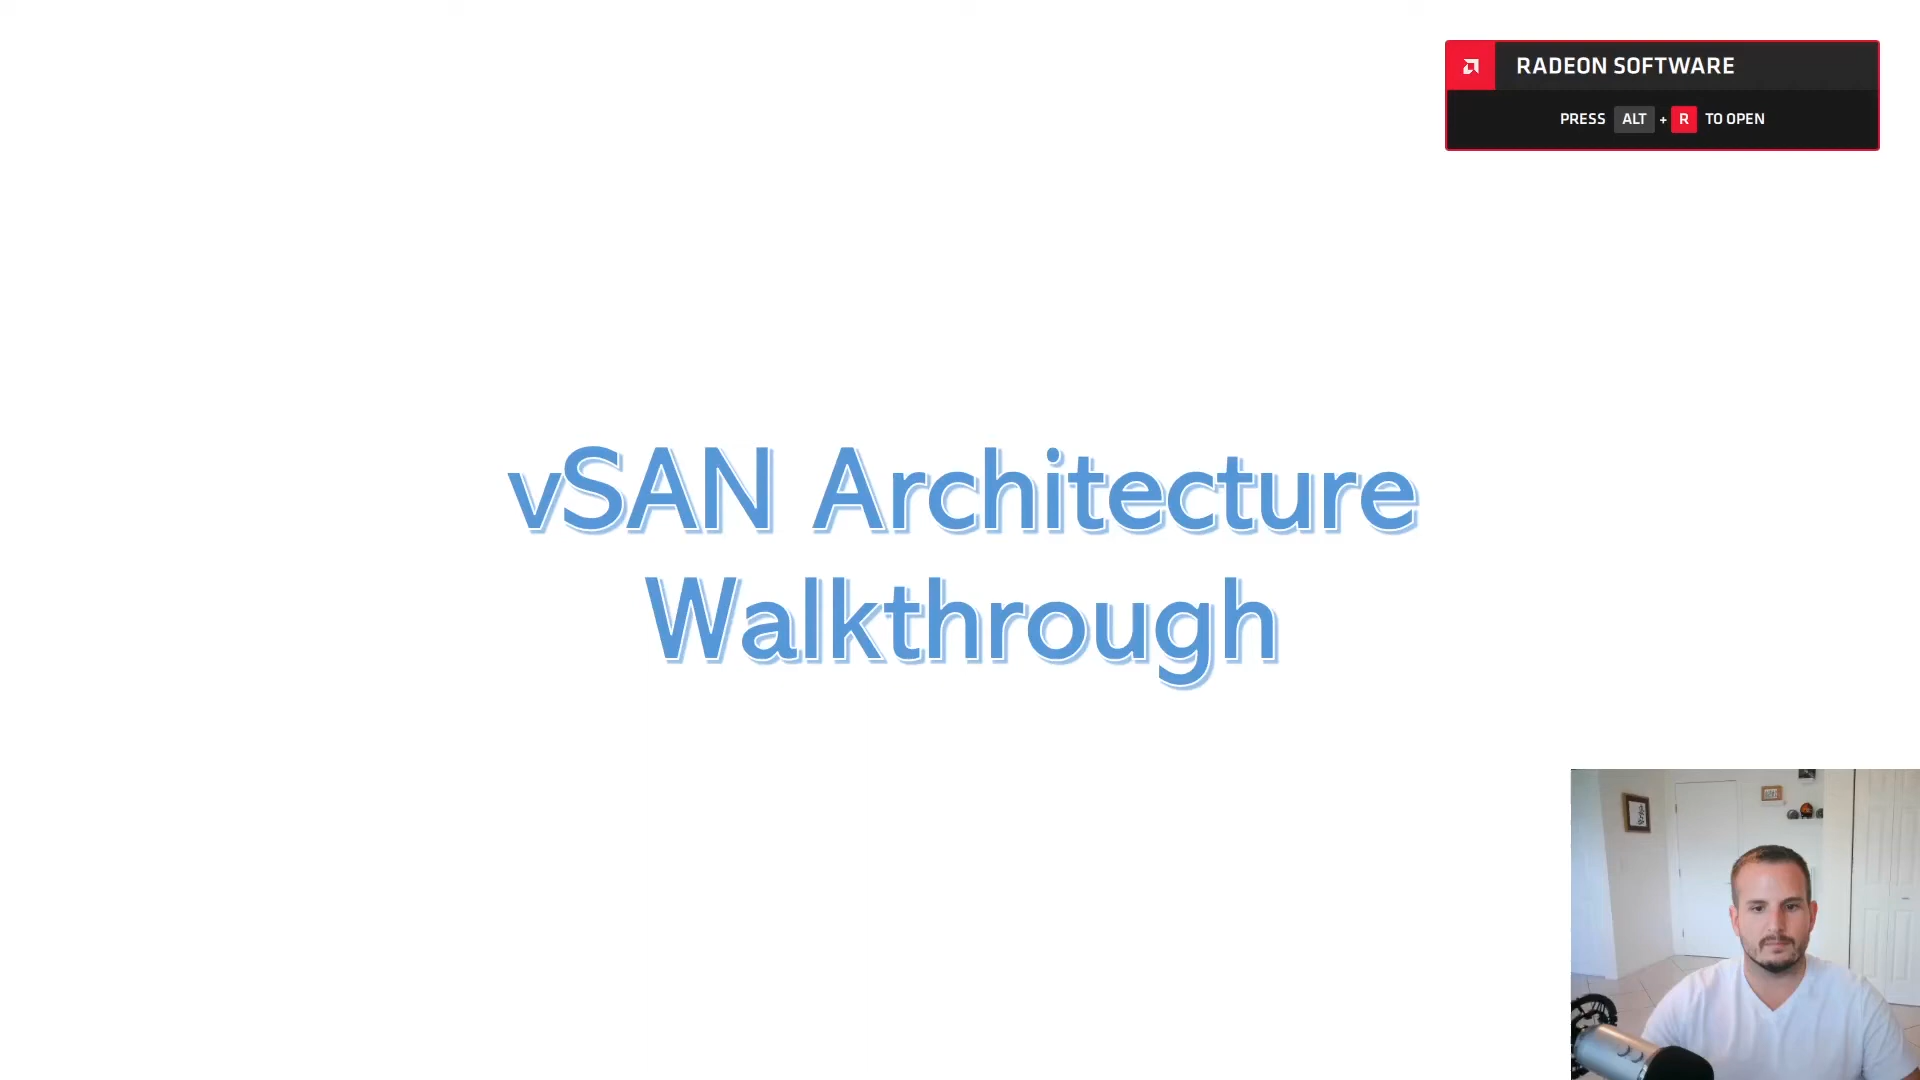 RADEON SOFTWARE
PRESS ALT + R TO OPEN
vSAN Architecture
Walkthrough